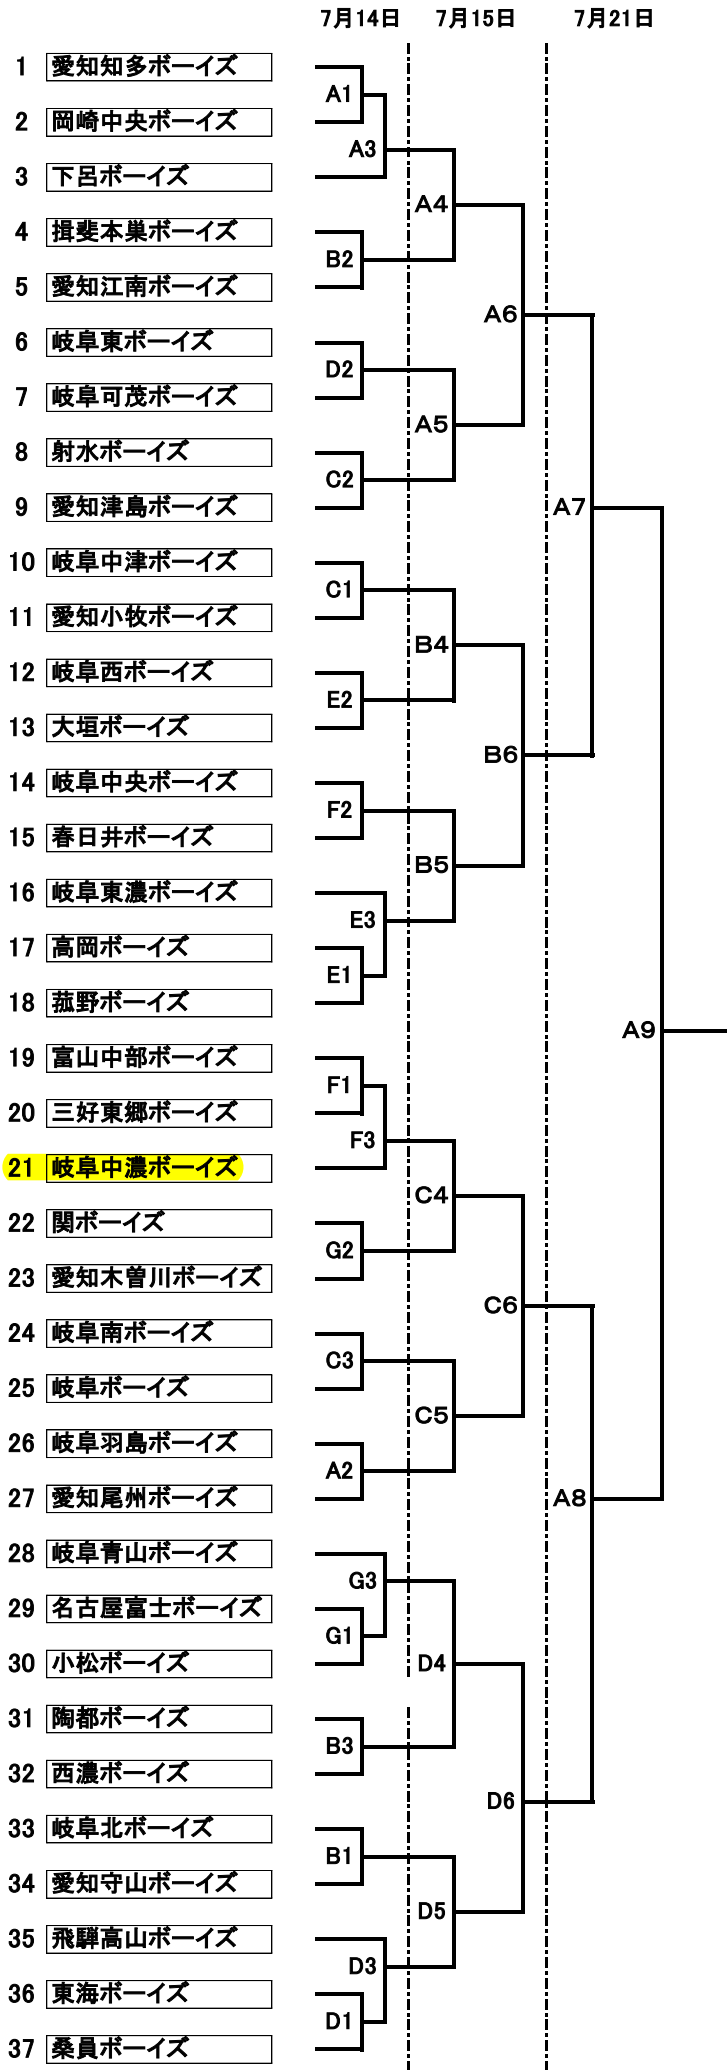 7月14日 7月15日 7月21日
1 愛知知多ボーイズ
A1
2 岡崎中央ボーイズ
A3
3 下呂ボーイズ
A4
4 揖斐本巣ボーイズ
B2
5 愛知江南ボーイズ
A6
6 岐阜東ボーイズ
D2
7 岐阜可茂ボーイズ
A5
8 射水ボーイズ
C2
9 愛知津島ボーイズ
A7
10 岐阜中津ボーイズ
C1
11 愛知小牧ボーイズ
B4
12 岐阜西ボーイズ
E2
13 大垣ボーイズ
B6
14 岐阜中央ボーイズ
F2
15 春日井ボーイズ
B5
16 岐阜東濃ボーイズ
E3
17 高岡ボーイズ
E1
18 菰野ボーイズ
A9
19 富山中部ボーイズ
F1
20 三好東郷ボーイズ
F3
21 岐阜中濃ボーイズ
C4
22 関ボーイズ
G2
23 愛知木曽川ボーイズ
C6
24 岐阜南ボーイズ
C3
25 岐阜ボーイズ
C5
26 岐阜羽島ボーイズ
A2
27 愛知尾州ボーイズ
A8
28 岐阜青山ボーイズ
G3
29 名古屋富士ボーイズ
G1
30 小松ボーイズ
D4
31 陶都ボーイズ
B3
32 西濃ボーイズ
D6
33 岐阜北ボーイズ
B1
34 愛知守山ボーイズ
D5
35 飛騨高山ボーイズ
D3
36 東海ボーイズ
D1
37 桑員ボーイズ